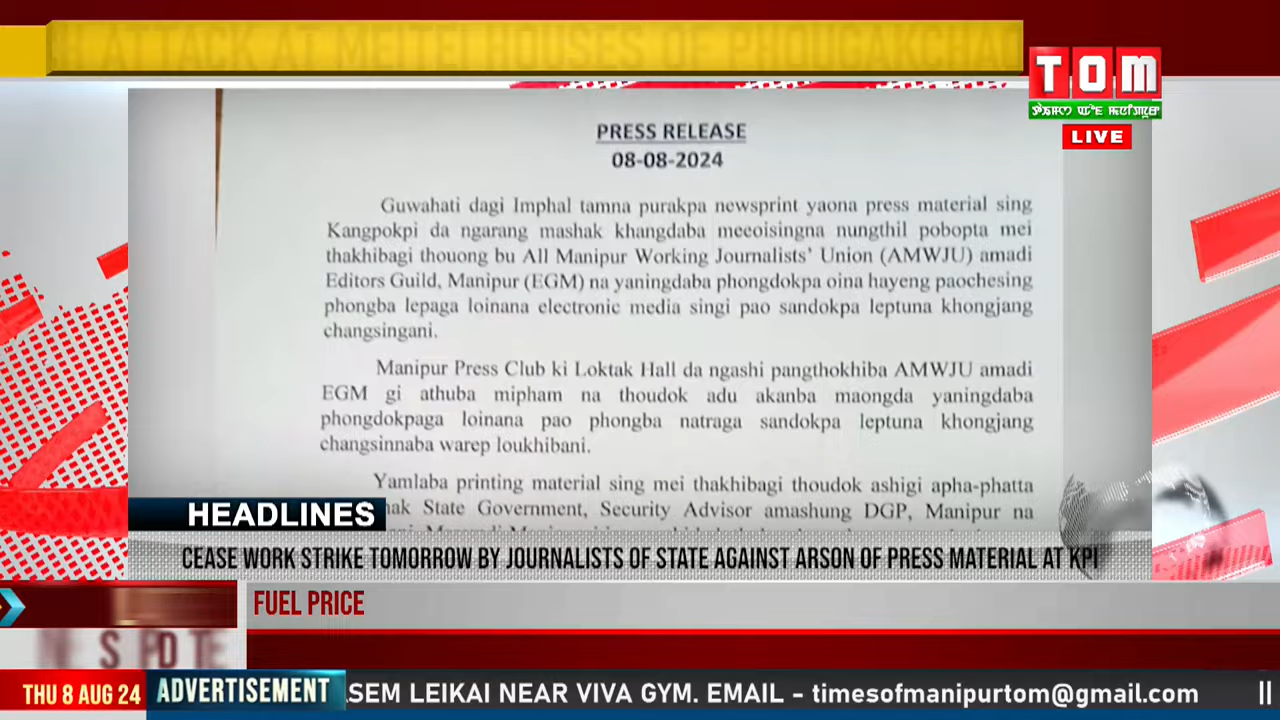 ATTACK AT MEITEI HOUSES OF PHOUGAKCHAO
TOM
LIVE
PRESS RELEASE
08-08-2024
Guwahati dagi Imphal tamna purakpa newsprint yaona press material sing
Kangpokpi da ngarang mashak khangdaba meeoisingna nungthil pobopta mei
thakhibagi thouong bu All Manipur Working Journalists' Union (AMWJU) amadi
Editors Guild, Manipur (EGM) na yaningdaba phongdokpa oina hayeng paochesing
phongba lepaga loinana electronic media singi pao sandokpa leptuna khongjang
changsingani.
Manipur Press Club ki Loktak Hall da ngashi pangthokhiba AMWJU amadi
EGM gi athuba mipham na thoudok adu akanba maongda yaningdaba
phongdokpaga loinana pao phongba natraga sandokpa leptuna khongjang
changsinnaba warep loukhibani.
Yamlaba printing material sing mei thakhibagi thoudok ashigi apha-phatta
State Government, Security Advisor amashung DGP, Manipur na
HEADLINES
CEASE WORK STRIKE TOMORROW BY JOURNALISTS OF STATE AGAINST ARSON OF PRESS MATERIAL AT KPI
FUEL PRICE
THU 8 AUG 24
ADVERTISEMENT
SEM LEIKAI NEAR VIVA GYM. EMAIL - timesofmanipurtom@gmail.com ||